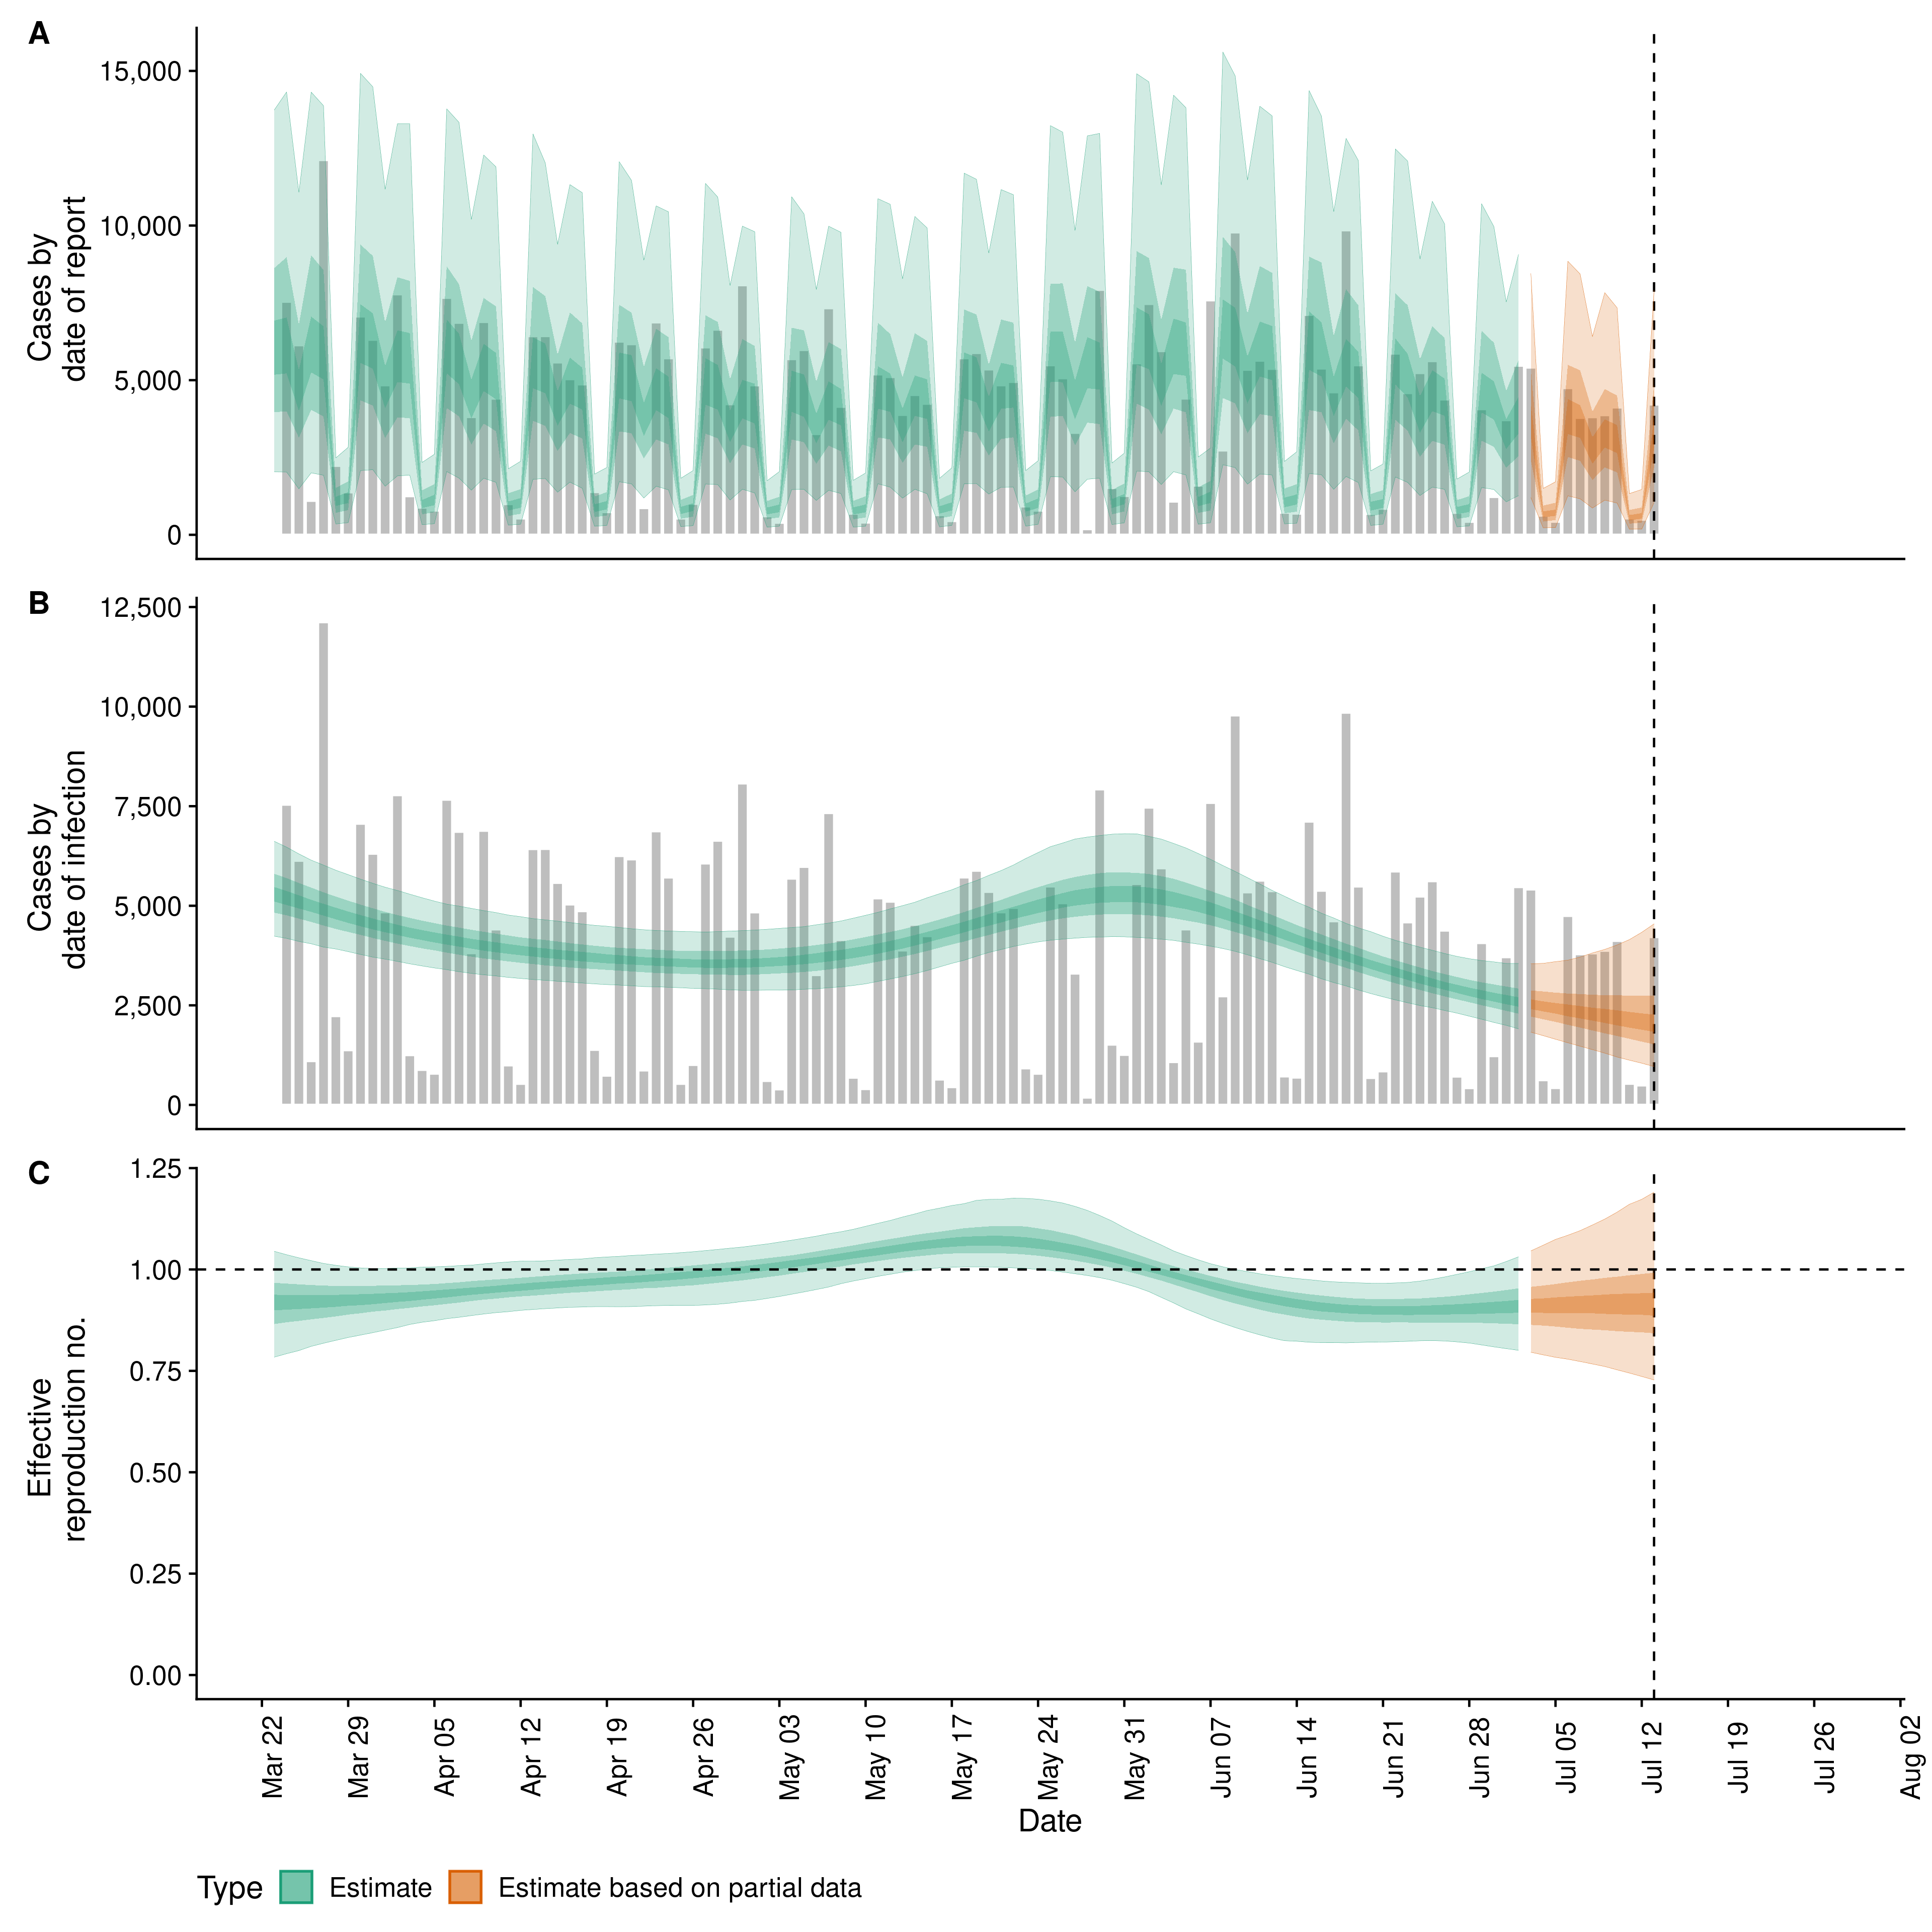 A
Cases by
date of report
15,000
10,000
5,000
0
B
Cases by
date of infection
12,500
10,000
7,500
5,000
2,500
0
C
Effective
reproduction no.
1.25
1.00
0.75
0.50
0.25
0.00
Mar 22
Mar 29
Apr 05
Apr 12
Apr 19
Apr 26
May 03
May 10
May 17
May 24
May 31
Jun 07
Jun 14
Jun 21
Jun 28
Jul 05
Jul 12
Jul 19
Jul 26
Aug 02
Date
Type Estimate Estimate based on partial data